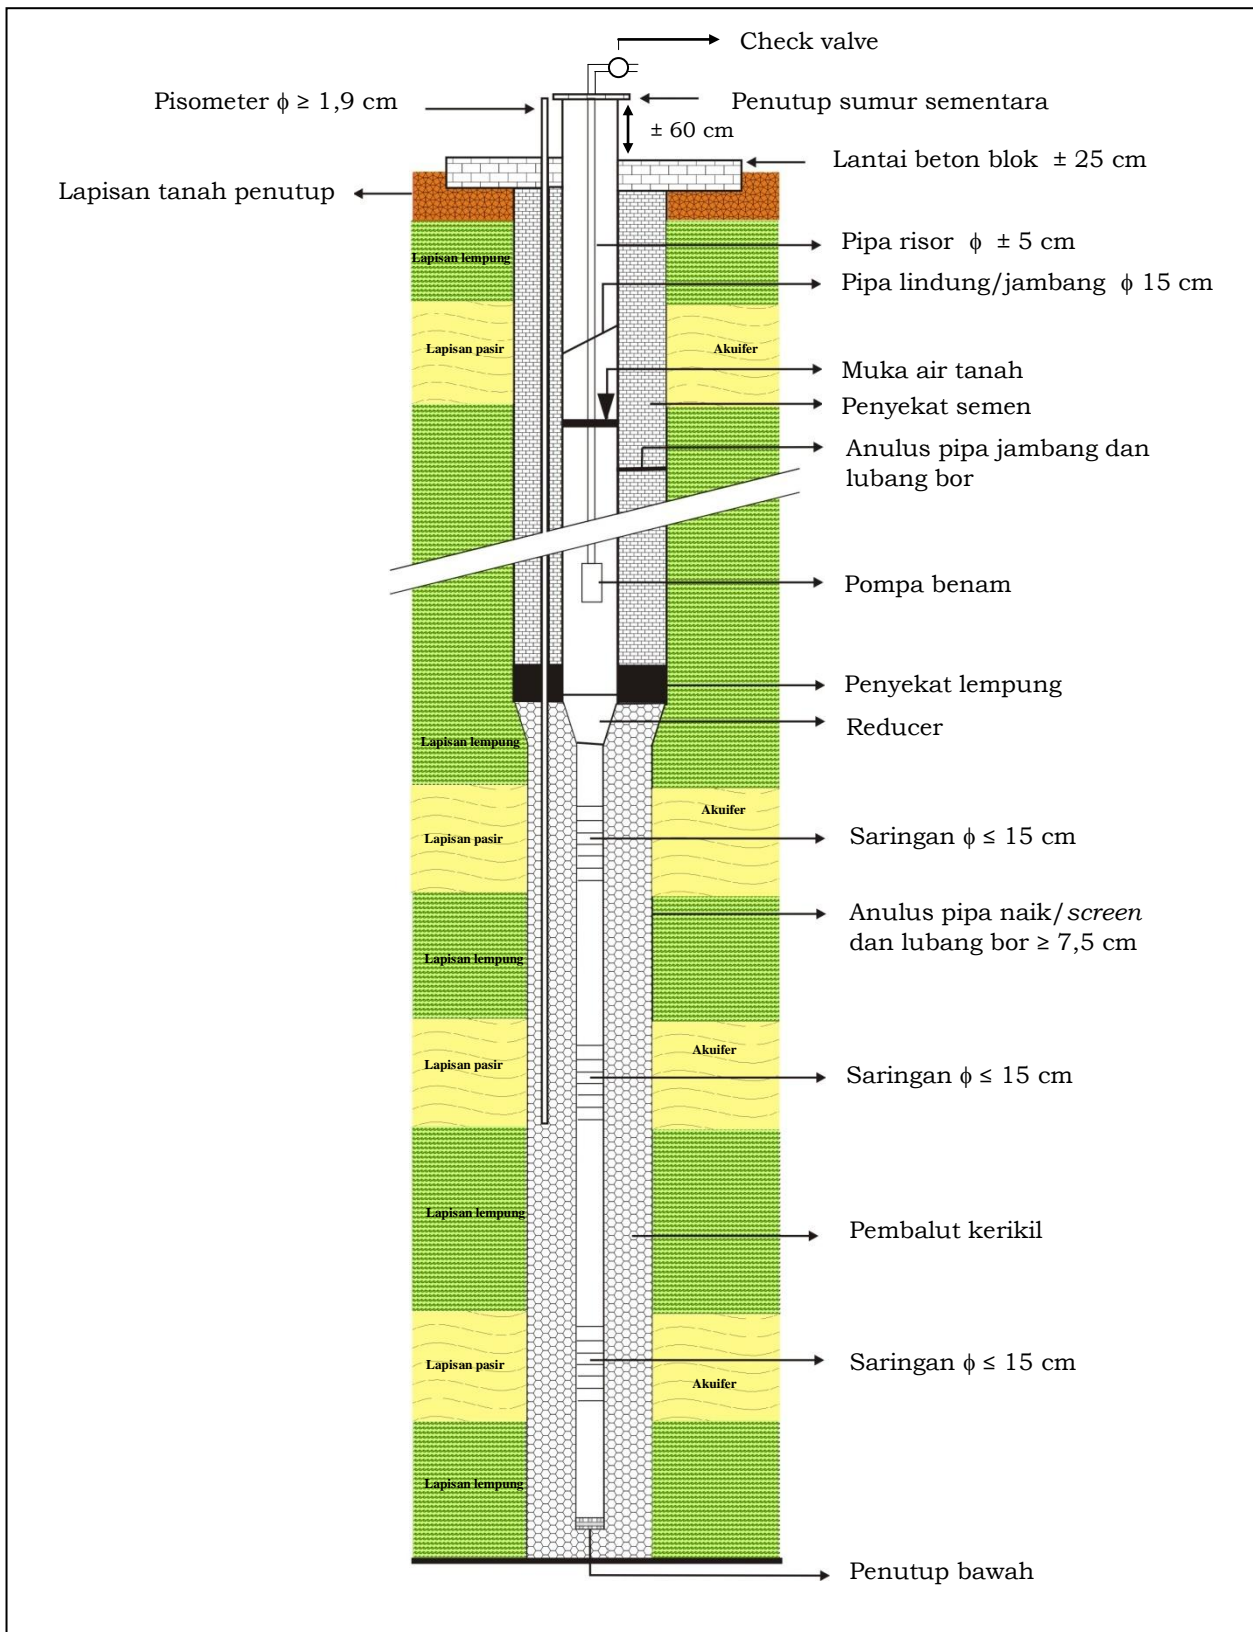 Check valve
Pisometer ϕ ≥ 1,9 cm
Penutup sumur sementara
± 60 cm
Lantai beton blok ± 25 cm
Lapisan tanah penutup
Pipa risor ϕ ± 5 cm
Lapisan lempung
Pipa lindung/jambang ϕ 15 cm
Lapisan pasir
Akuifer
Muka air tanah
Penyekat semen
Anulus pipa jambang dan
lubang bor
Pompa benam
Penyekat lempung
Reducer
Lapisan lempung
Akuifer
Lapisan pasir
Saringan ϕ ≤ 15 cm
Anulus pipa naik/screen
dan lubang bor ≥ 7,5 cm
Lapisan lempung
Akuifer
Lapisan pasir
Saringan ϕ ≤ 15 cm
Lapisan lempung
Pembalut kerikil
Lapisan pasir
Saringan ϕ ≤ 15 cm
Akuifer
Lapisan lempung
Penutup bawah